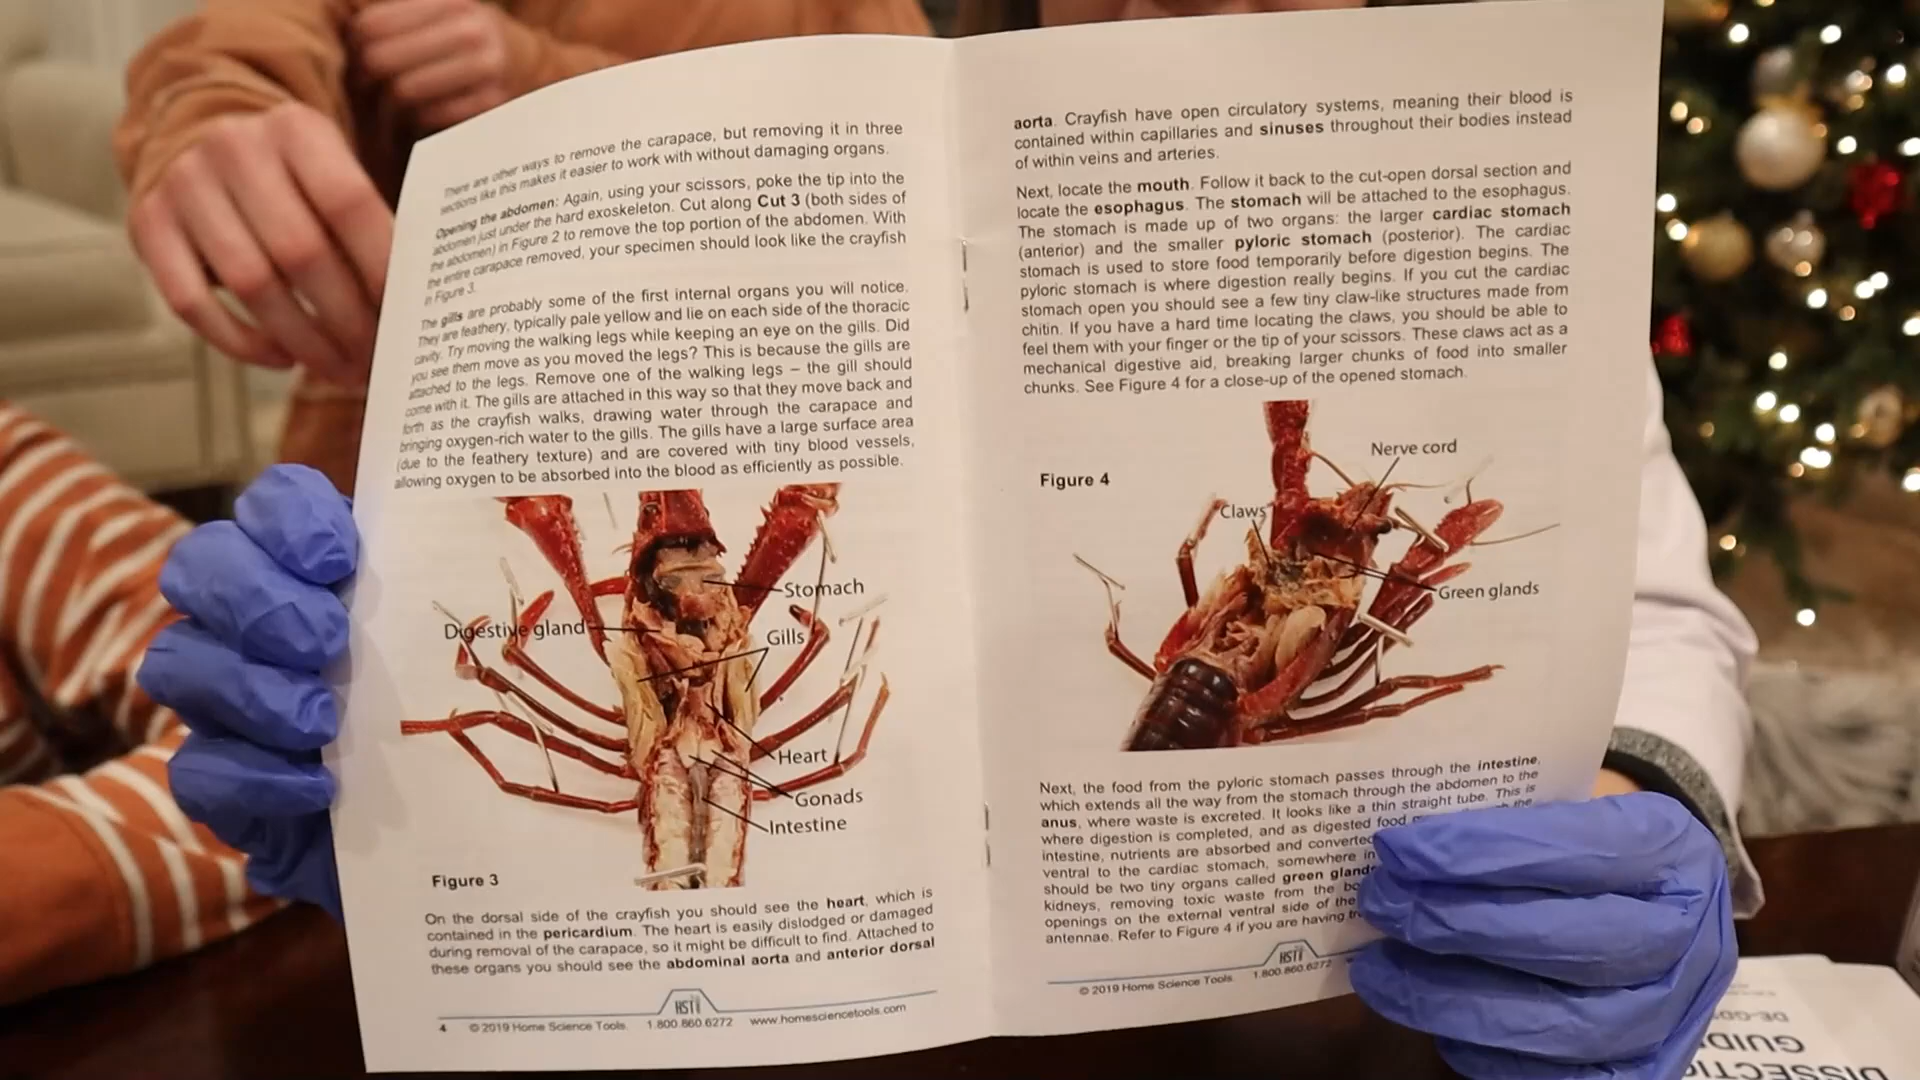 There are other ways to remove the carapace, but removing it in three
sections like this makes it easier to work with without damaging organs.
Opening the abdomen: Again, using your scissors, poke the tip into the
abdomen just under the hard exoskeleton. Cut along Cut 3 (both sides of
the abdomen) in Figure 2 to remove the top portion of the abdomen. With
the entire carapace removed, your specimen should look like the crayfish
in Figure 3.
The gills are probably some of the first internal organs you will notice.
They are feathery, typically pale yellow and lie on each side of the thoracic
cavity. Try moving the walking legs while keeping an eye on the gills. Did
you see them move as you moved the legs? This is because the gills are
attached to the legs. Remove one of the walking legs – the gill should
come with it. The gills are attached in this way so that they move back and
forth as the crayfish walks, drawing water through the carapace and
bringing oxygen-rich water to the gills. The gills have a large surface area
(due to the feathery texture) and are covered with tiny blood vessels,
allowing oxygen to be absorbed into the blood as efficiently as possible.
Stomach
Digestive gland
Gills
Heart
Gonads
Intestine
Figure 3
On the dorsal side of the crayfish you should see the heart, which is
contained in the pericardium. The heart is easily dislodged or damaged
during removal of the carapace, so it might be difficult to find. Attached to
these organs you should see the abdominal aorta and anterior dorsal
HSTi
4 © 2019 Home Science Tools. 1.800.860.6272 www.homesciencetools.com
aorta. Crayfish have open circulatory systems, meaning their blood is
contained within capillaries and sinuses throughout their bodies instead
of within veins and arteries.
Next, locate the mouth. Follow it back to the cut-open dorsal section and
locate the esophagus. The stomach will be attached to the esophagus.
The stomach is made up of two organs: the larger cardiac stomach
(anterior) and the smaller pyloric stomach (posterior). The cardiac
stomach is used to store food temporarily before digestion begins. The
pyloric stomach is where digestion really begins. If you cut the cardiac
stomach open you should see a few tiny claw-like structures made from
chitin. If you have a hard time locating the claws, you should be able to
feel them with your finger or the tip of your scissors. These claws act as a
mechanical digestive aid, breaking larger chunks of food into smaller
chunks. See Figure 4 for a close-up of the opened stomach.
Nerve cord
Figure 4
Claws
Green glands
Next, the food from the pyloric stomach passes through the intestine,
which extends all the way from the stomach through the abdomen to the
anus, where waste is excreted. It looks like a thin straight tube. This is
where digestion is completed, and as digested food the
intestine, nutrients are absorbed and converted
ventral to the cardiac stomach, somewhere in
should be two tiny organs called green glands
kidneys, removing toxic waste from the
openings on the external ventral side of the
antennae. Refer to Figure 4 if you are having
HSTi
© 2019 Home Science Tools. 1.800.860.6272
GUID
DISSECTIO